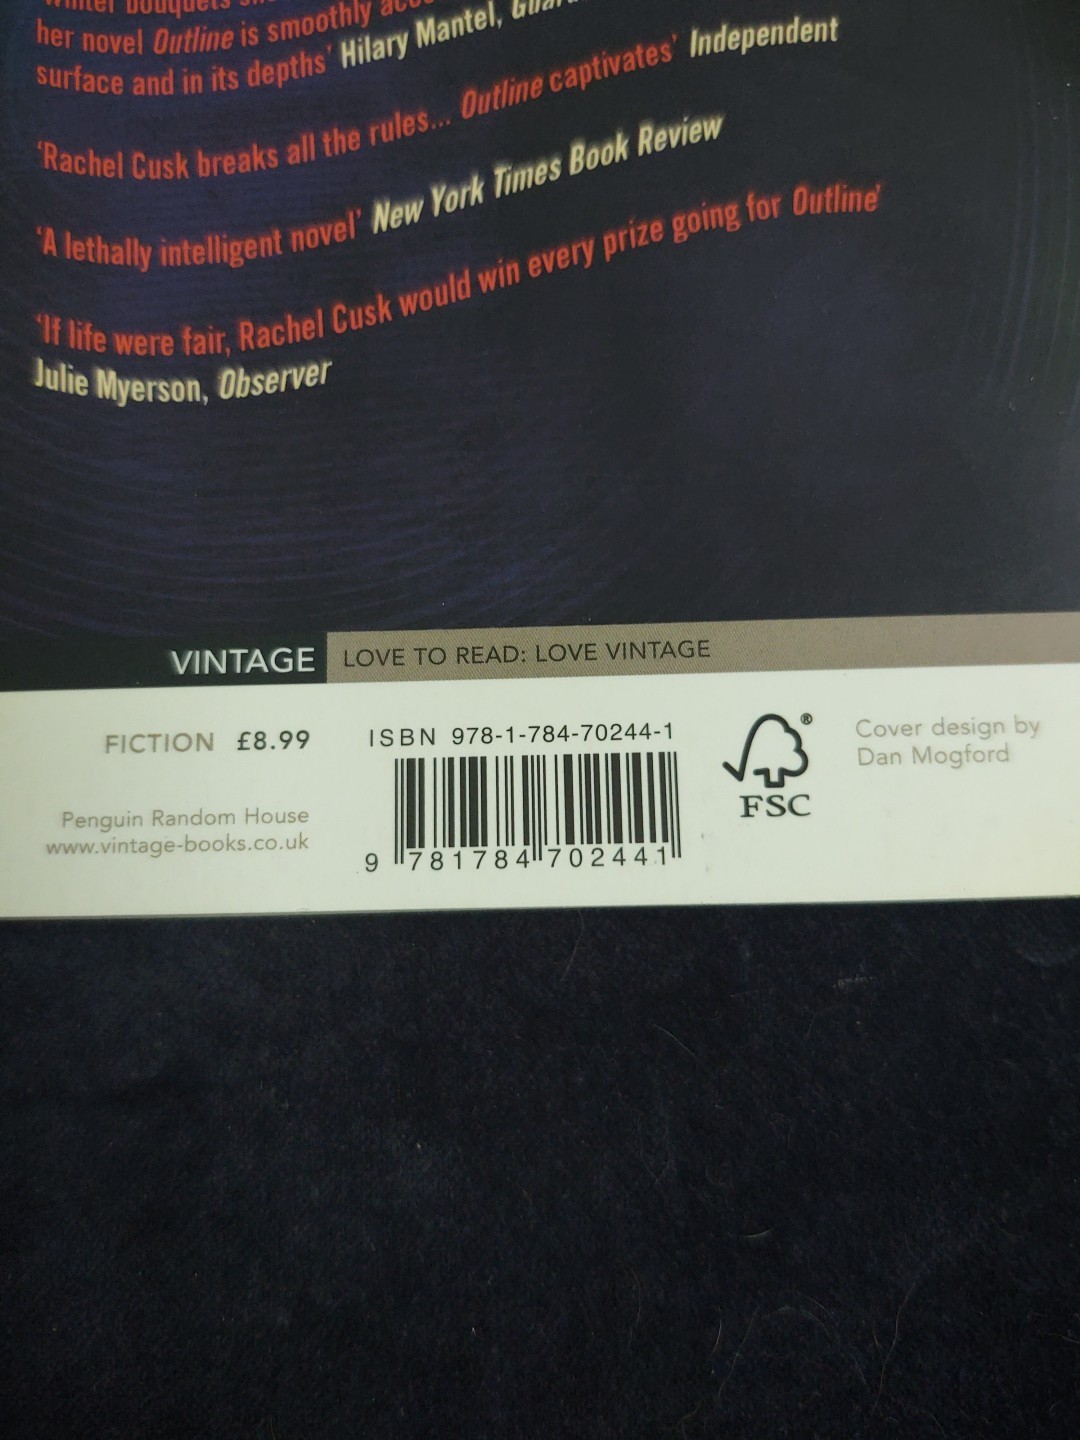 her novel Outline is smoothly
surface and in its depths' Hilary Mantel,
'Rachel Cusk breaks all the rules... Outline captivates' Independent
'A lethally intelligent novel' New York Times Book Review
'If life were fair, Rachel Cusk would win every prize going for Outline'
Julie Myerson, Observer
VINTAGE LOVE TO READ: LOVE VINTAGE
FICTION £8.99
Penguin Random House
www.vintage-books.co.uk
ISBN 978-1-784-70244-1
9 781784 702441
®
FSC
Cover design by
Dan Mogford